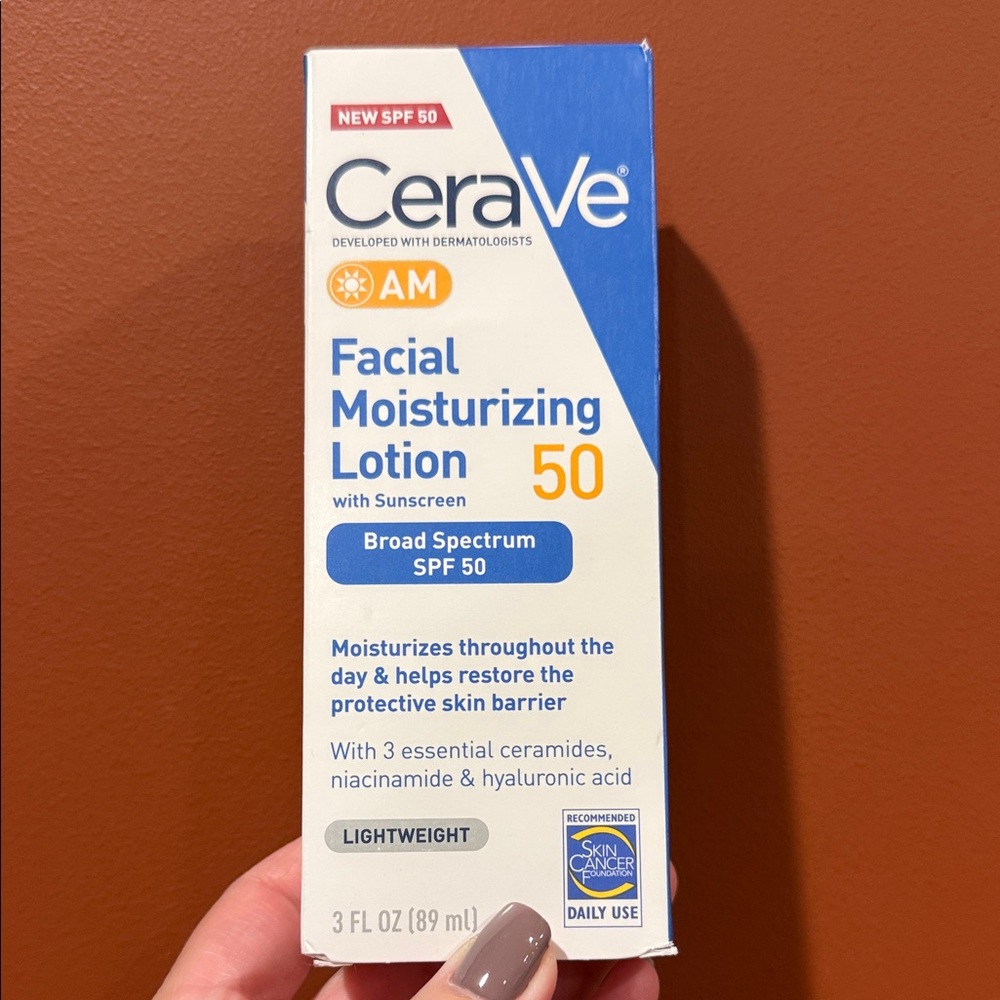 NEW SPF 50
CeraVe®
DEVELOPED WITH DERMATOLOGISTS
AM
Facial
Moisturizing
Lotion
50
with Sunscreen
Broad Spectrum
SPF 50
Moisturizes throughout the
day & helps restore the
protective skin barrier
With 3 essential ceramides,
niacinamide & hyaluronic acid
LIGHTWEIGHT
3 FL OZ (89 ml)
RECOMMENDED
SKIN
CANCER
FOUNDATION
DAILY USE